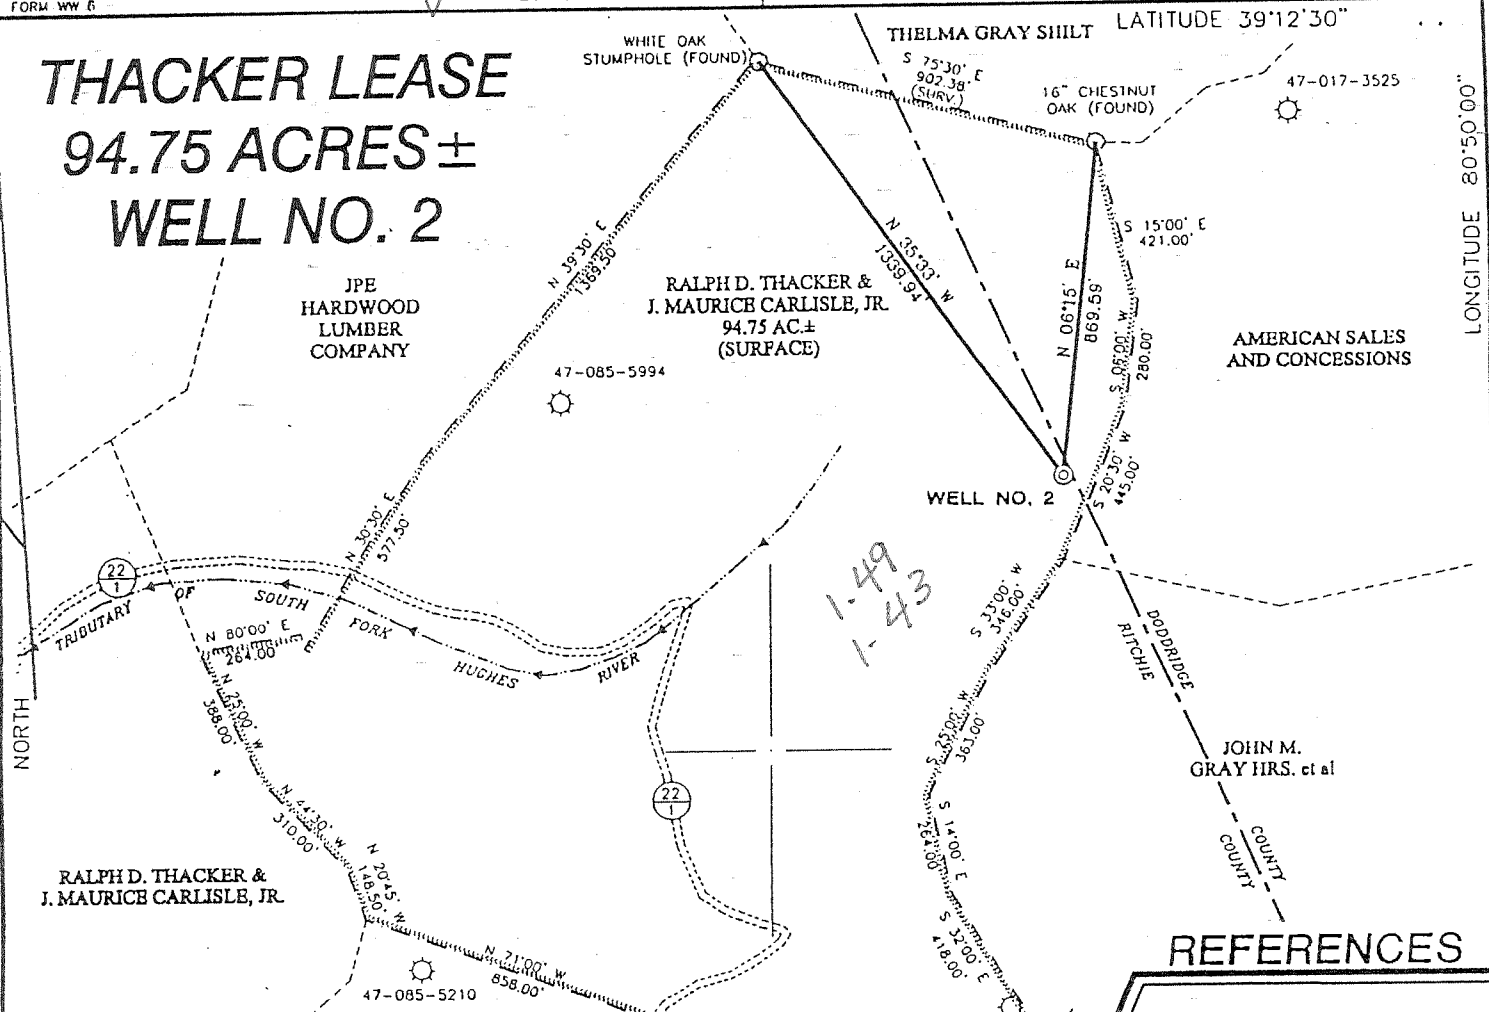 FORM WW 6
LATITUDE 39°12'30"
THACKER LEASE
94.75 ACRES±
WELL NO. 2
WHITE OAK
STUMPHOLE (FOUND)
THELMA GRAY SHILT
S 75°30' E
902.38'
(SURV.)
16" CHESTNUT
OAK (FOUND)
47-017-3525
LONGITUDE 80°50'00"
JPE
HARDWOOD
LUMBER
COMPANY
N 39°30' E
1369.50'
RALPH D. THACKER &
J. MAURICE CARLISLE, JR.
94.75 AC.±
(SURFACE)
N 35°33' W
1339.94'
N 06°15' E
869.59'
S 15°00' E
421.00'
S 06°00' W
280.00'
AMERICAN SALES
AND CONCESSIONS
47-085-5994
S 20°30' W
445.00'
WELL NO. 2
N 30°30' E
577.50'
1.49
1.43
22
1
TRIBUTARY OF SOUTH FORK HUGHES RIVER
N 80°00' E
264.00'
S 33°00' W
346.00'
DODDRIDGE
RITCHIE
NORTH
N 25°00' W
388.00'
S 25°00' W
363.00'
JOHN M.
GRAY HRS. et al
22
1
N 44°30' W
310.00'
S 14°00' E
264.00
COUNTY
COUNTY
RALPH D. THACKER &
J. MAURICE CARLISLE, JR.
N 20°45' W
148.50'
N 71°00' W
858.00'
47-085-5210
S 32°00' E
418.00'
REFERENCES